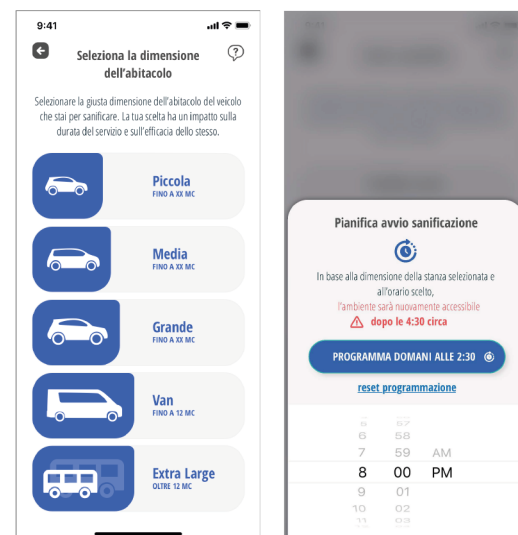 9:41
Seleziona la dimensione
dell'abitacolo
Selezionare la giusta dimensione dell'abitacolo del veicolo
che stai per sanificare. La tua scelta ha un impatto sulla
durata del servizio e sull'efficacia dello stesso.
Piccola
FINO A XX MC
Media
FINO A XX MC
Grande
FINO A XX MC
Van
FINO A 12 MC
Extra Large
OLTRE 12 MC
Pianifica avvio sanificazione
In base alla dimensione della stanza selezionata e
all'orario scelto,
l'ambiente sarà nuovamente accessibile
dopo le 4:30 circa
PROGRAMMA DOMANI ALLE 2:30
reset programmazione
5 57
6 58
7 59 AM
8 00 PM
9 01
10 02
11 03